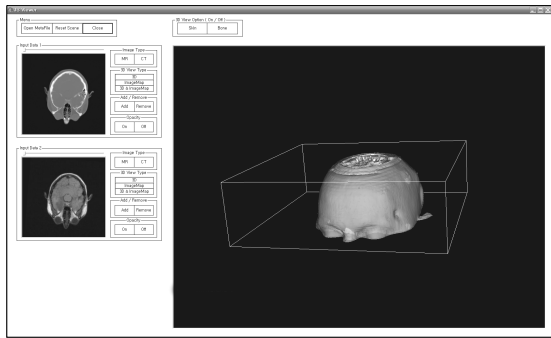 3D Viewer
Menu
Open MetaFile Reset Scene Close
3D View Option ( On / Off )
Skin Bone
Input Data 1
Image Type
MR CT
3D View Type
3D
ImageMap
3D & ImageMap
Add / Remove
Add Remove
Opacity
On Off
Input Data 2
Image Type
MR CT
3D View Type
3D
ImageMap
3D & ImageMap
Add / Remove
Add Remove
Opacity
On Off